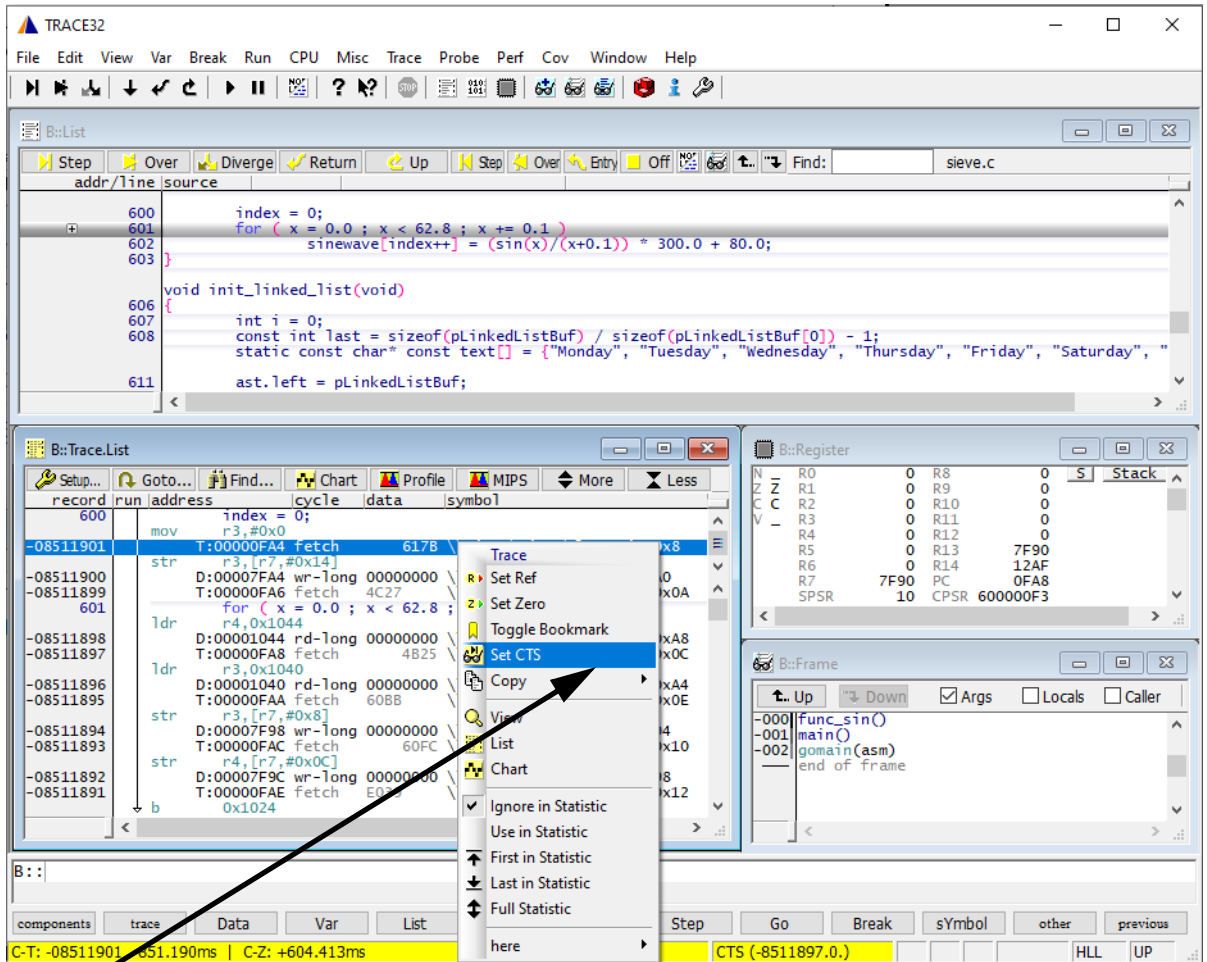 TRACE32
File Edit View Var Break Run CPU Misc Trace Probe Perf Cov Window Help
B::List
Step Over Diverge Return Up Step Over Entry Off Find: sieve.c
addr/line source
600 index = 0;
601 for ( x = 0.0 ; x < 62.8 ; x += 0.1 )
602 sinewave[index++] = (sin(x)/(x+0.1)) * 300.0 + 80.0;
603 }
void init_linked_list(void)
606 {
607 int i = 0;
608 const int last = sizeof(pLinkedListBuf) / sizeof(pLinkedListBuf[0]) - 1;
static const char* const text[] = {"Monday", "Tuesday", "Wednesday", "Thursday", "Friday", "Saturday", "
611 ast.left = pLinkedListBuf;
B::Trace.List
Setup... Goto... Find... Chart Profile MIPS More Less
record run address cycle data symbol
600 index = 0;
mov r3,#0x0
-08511901 T:00000FA4 fetch 617B \ 0x8
str r3,[r7,#0x14]
-08511900 D:00007FA4 wr-long 00000000 \
-08511899 T:00000FA6 fetch 4C27 \ 0x0A
601 for ( x = 0.0 ; x < 62.8 ;
ldr r4,0x1044
-08511898 D:00001044 rd-long 00000000 \ xA8
-08511897 T:00000FA8 fetch 4B25 \ 0x0C
ldr r3,0x1040
-08511896 D:00001040 rd-long 00000000 \ xA4
-08511895 T:00000FAA fetch 60BB \ 0x0E
str r3,[r7,#0x8]
-08511894 D:00007F98 wr-long 00000000 \
-08511893 T:00000FAC fetch 60FC \ 0x10
str r4,[r7,#0x0C]
-08511892 D:00007F9C wr-long 00000000 \
-08511891 T:00000FAE fetch \ 0x12
b 0x1024
Trace
Set Ref
Set Zero
Toggle Bookmark
Set CTS
Copy
View
List
Chart
Ignore in Statistic
Use in Statistic
First in Statistic
Last in Statistic
Full Statistic
here
B::Register
N _ R0 0 R8 0 S Stack
Z Z R1 0 R9 0
C C R2 0 R10 0
V _ R3 0 R11 0
R4 0 R12 0
R5 0 R13 7F90
R6 0 R14 12AF
R7 7F90 PC 0FA8
SPSR 10 CPSR 600000F3
B::Frame
Up Down Args Locals Caller
-000 func_sin()
-001 main()
-002 gomain(asm)
end of frame
B::
components trace Data Var List Step Go Break sYmbol other previous
C-T: -08511901 -851.190ms | C-Z: +604.413ms CTS (-8511897.0.) HLL UP